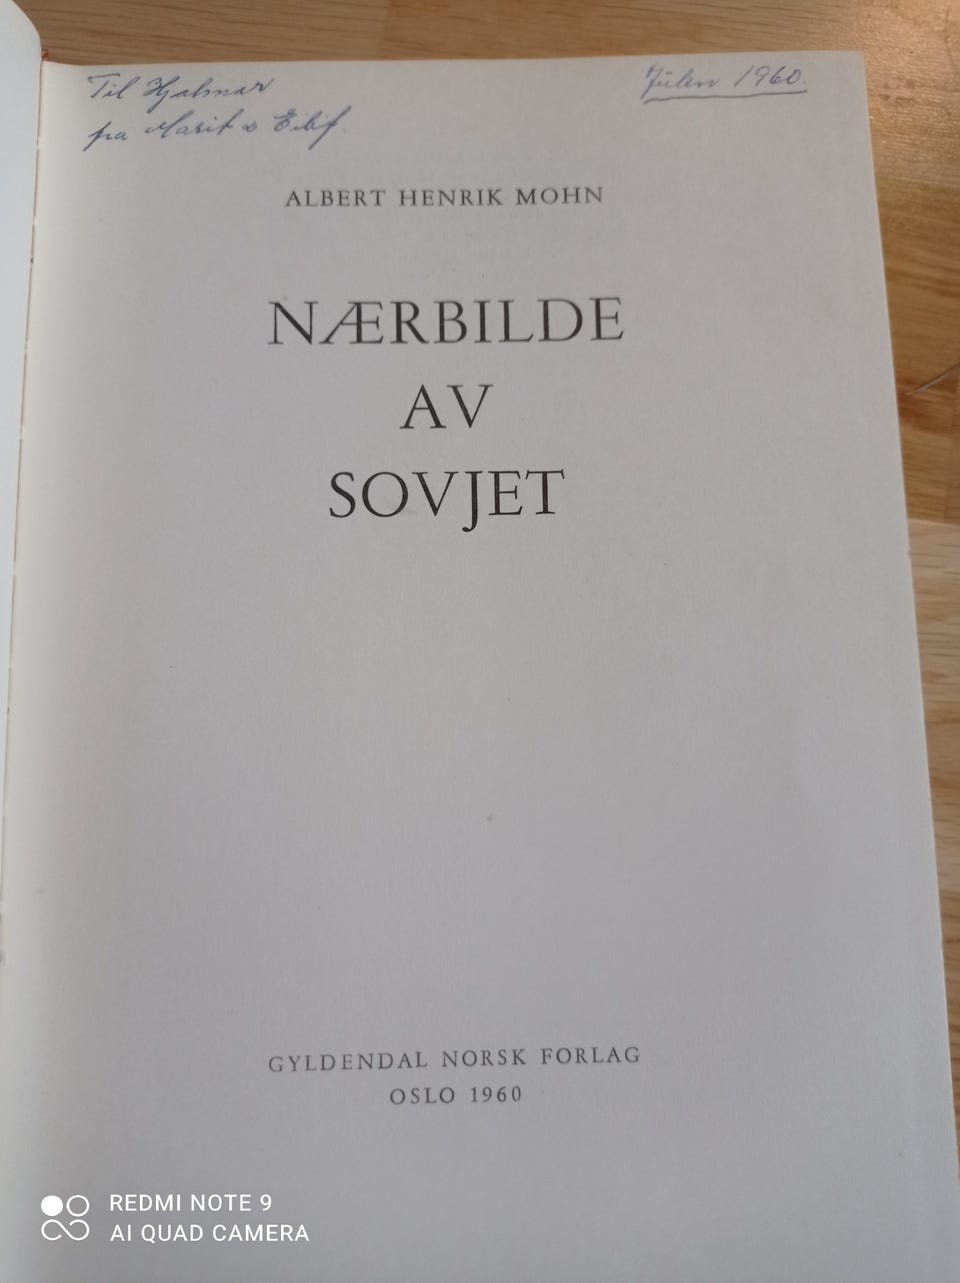 Til Hjalmar
fra Marit & Eilif.
Julen 1960.
ALBERT HENRIK MOHN
NÆRBILDE
AV
SOVJET
GYLDENDAL NORSK FORLAG
OSLO 1960
REDMI NOTE 9
AI QUAD CAMERA